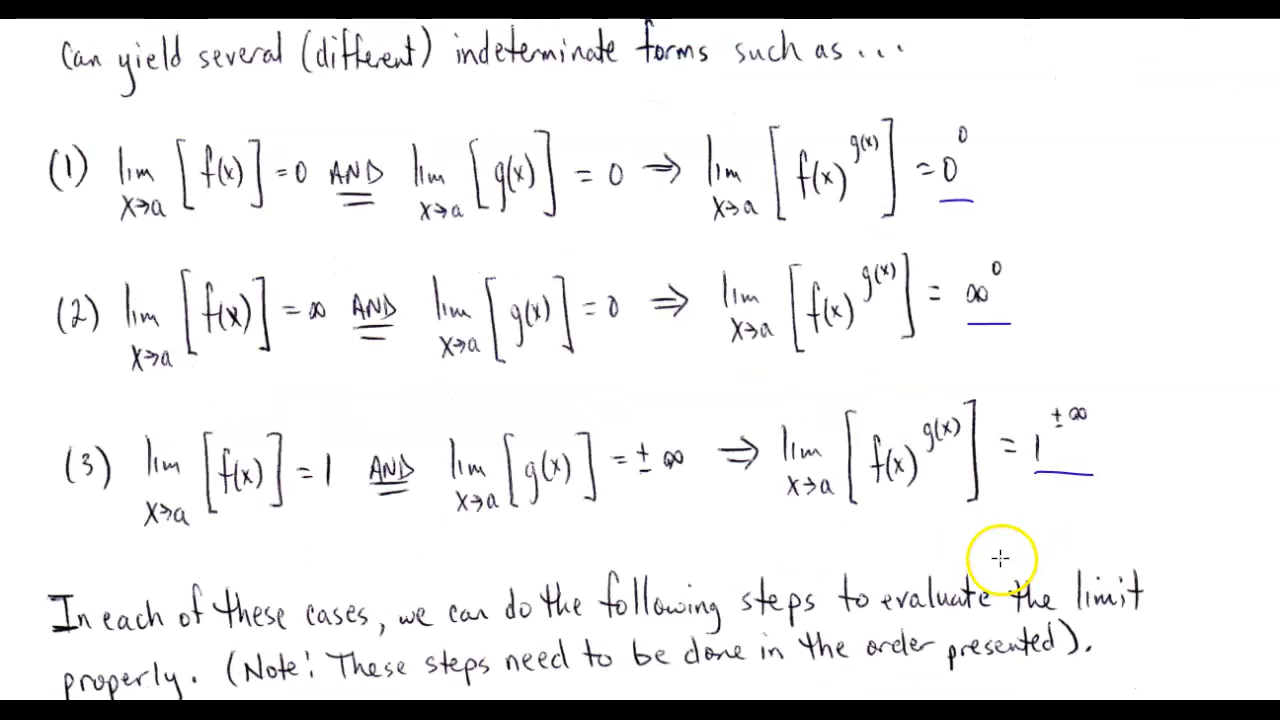 Can yield several (different) indeterminate forms such as...
(1) lim x→a [f(x)] = 0 AND lim x→a [g(x)] = 0 ⟹ lim x→a [f(x)^g(x)] = 0^0
(2) lim x→a [f(x)] = ∞ AND lim x→a [g(x)] = 0 ⟹ lim x→a [f(x)^g(x)] = ∞^0
(3) lim x→a [f(x)] = 1 AND lim x→a [g(x)] = ±∞ ⟹ lim x→a [f(x)^g(x)] = 1^±∞
In each of these cases, we can do the following steps to evaluate the limit
properly. (Note: These steps need to be done in the order presented).